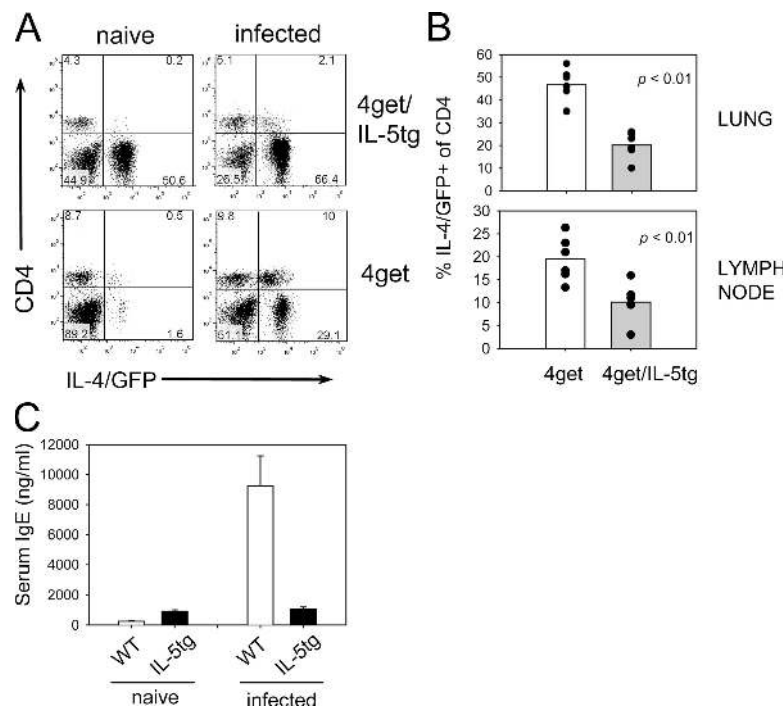 A
naive
infected
4.3
0.2
5.1
2.1
44.9
50.6
26.5
66.4
4get/
IL-5tg
8.7
0.5
9.8
10
89.2
1.6
51.1
29.1
4get
CD4
IL-4/GFP
B
60
50
40
30
20
10
0
p < 0.01
LUNG
30
25
20
15
10
5
0
p < 0.01
LYMPH
NODE
% IL-4/GFP+ of CD4
4get
4get/IL-5tg
C
12000
10000
8000
6000
4000
2000
0
Serum IgE (ng/ml)
WT
IL-5tg
WT
IL-5tg
naive
infected